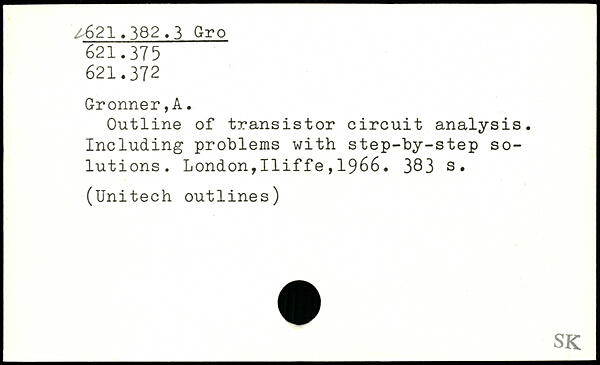 621.382.3 Gro
621.375
621.372
Gronner,A.
Outline of transistor circuit analysis.
Including problems with step-by-step so-
lutions. London,Iliffe,1966. 383 s.
(Unitech outlines)
SK